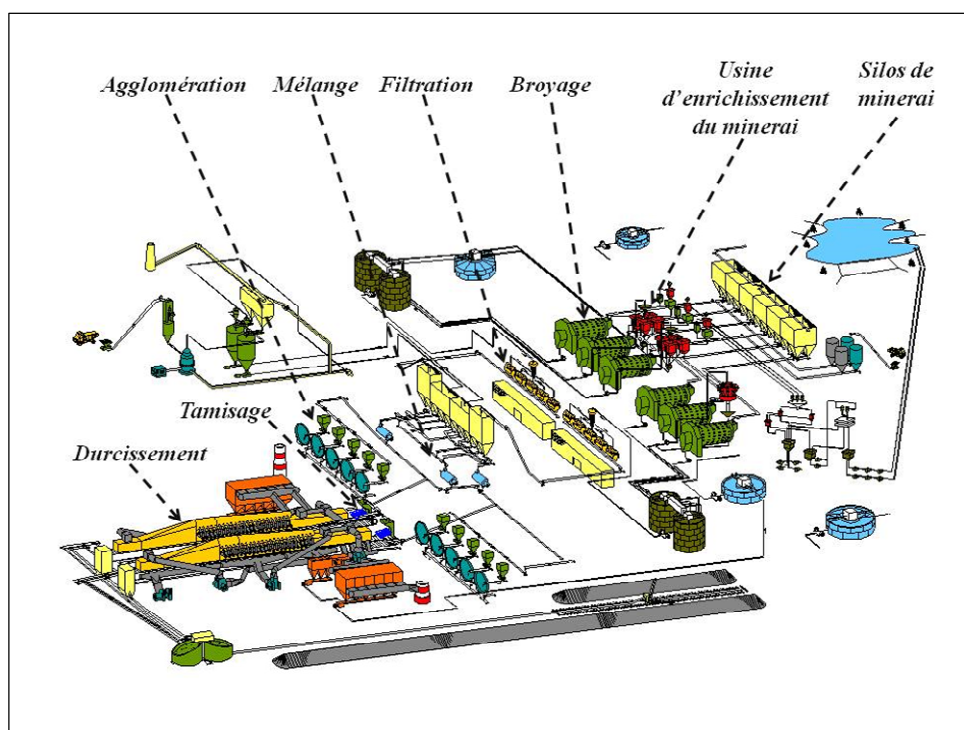 Agglomération
Mélange
Filtration
Broyage
Usine
d'enrichissement
du minerai
Silos de
minerai
Tamisage
Durcissement